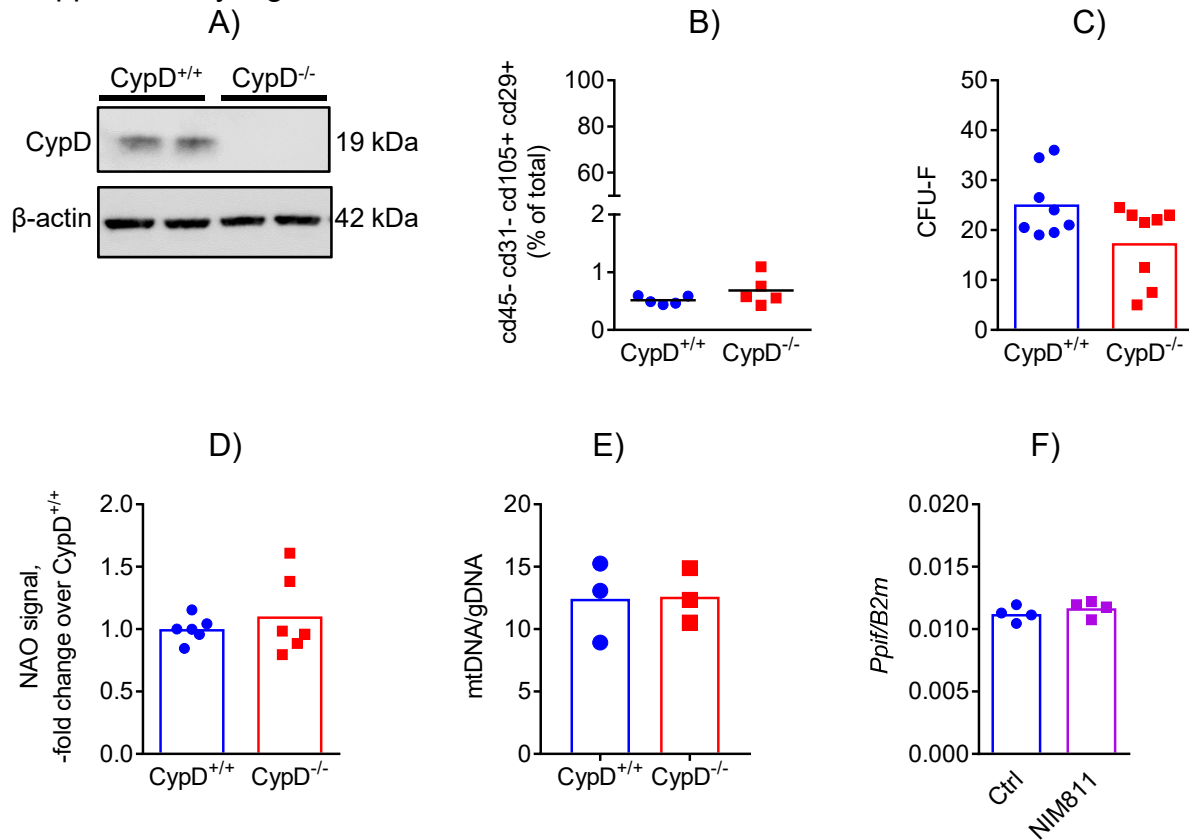 A)
CypD+/+ CypD-/-
CypD 19 kDa
β-actin 42 kDa
B)
cd45- cd31- cd105+ cd29+
(% of total)
100
80
60
2
1
0
CypD+/+ CypD-/-
C)
CFU-F
50
40
30
20
10
0
CypD+/+ CypD-/-
D)
NAO signal,
-fold change over CypD+/+
2.0
1.5
1.0
0.5
0.0
CypD+/+ CypD-/-
E)
mtDNA/gDNA
20
15
10
5
0
CypD+/+ CypD-/-
F)
Ppif/B2m
0.020
0.015
0.010
0.005
0.000
Ctrl
NIM811